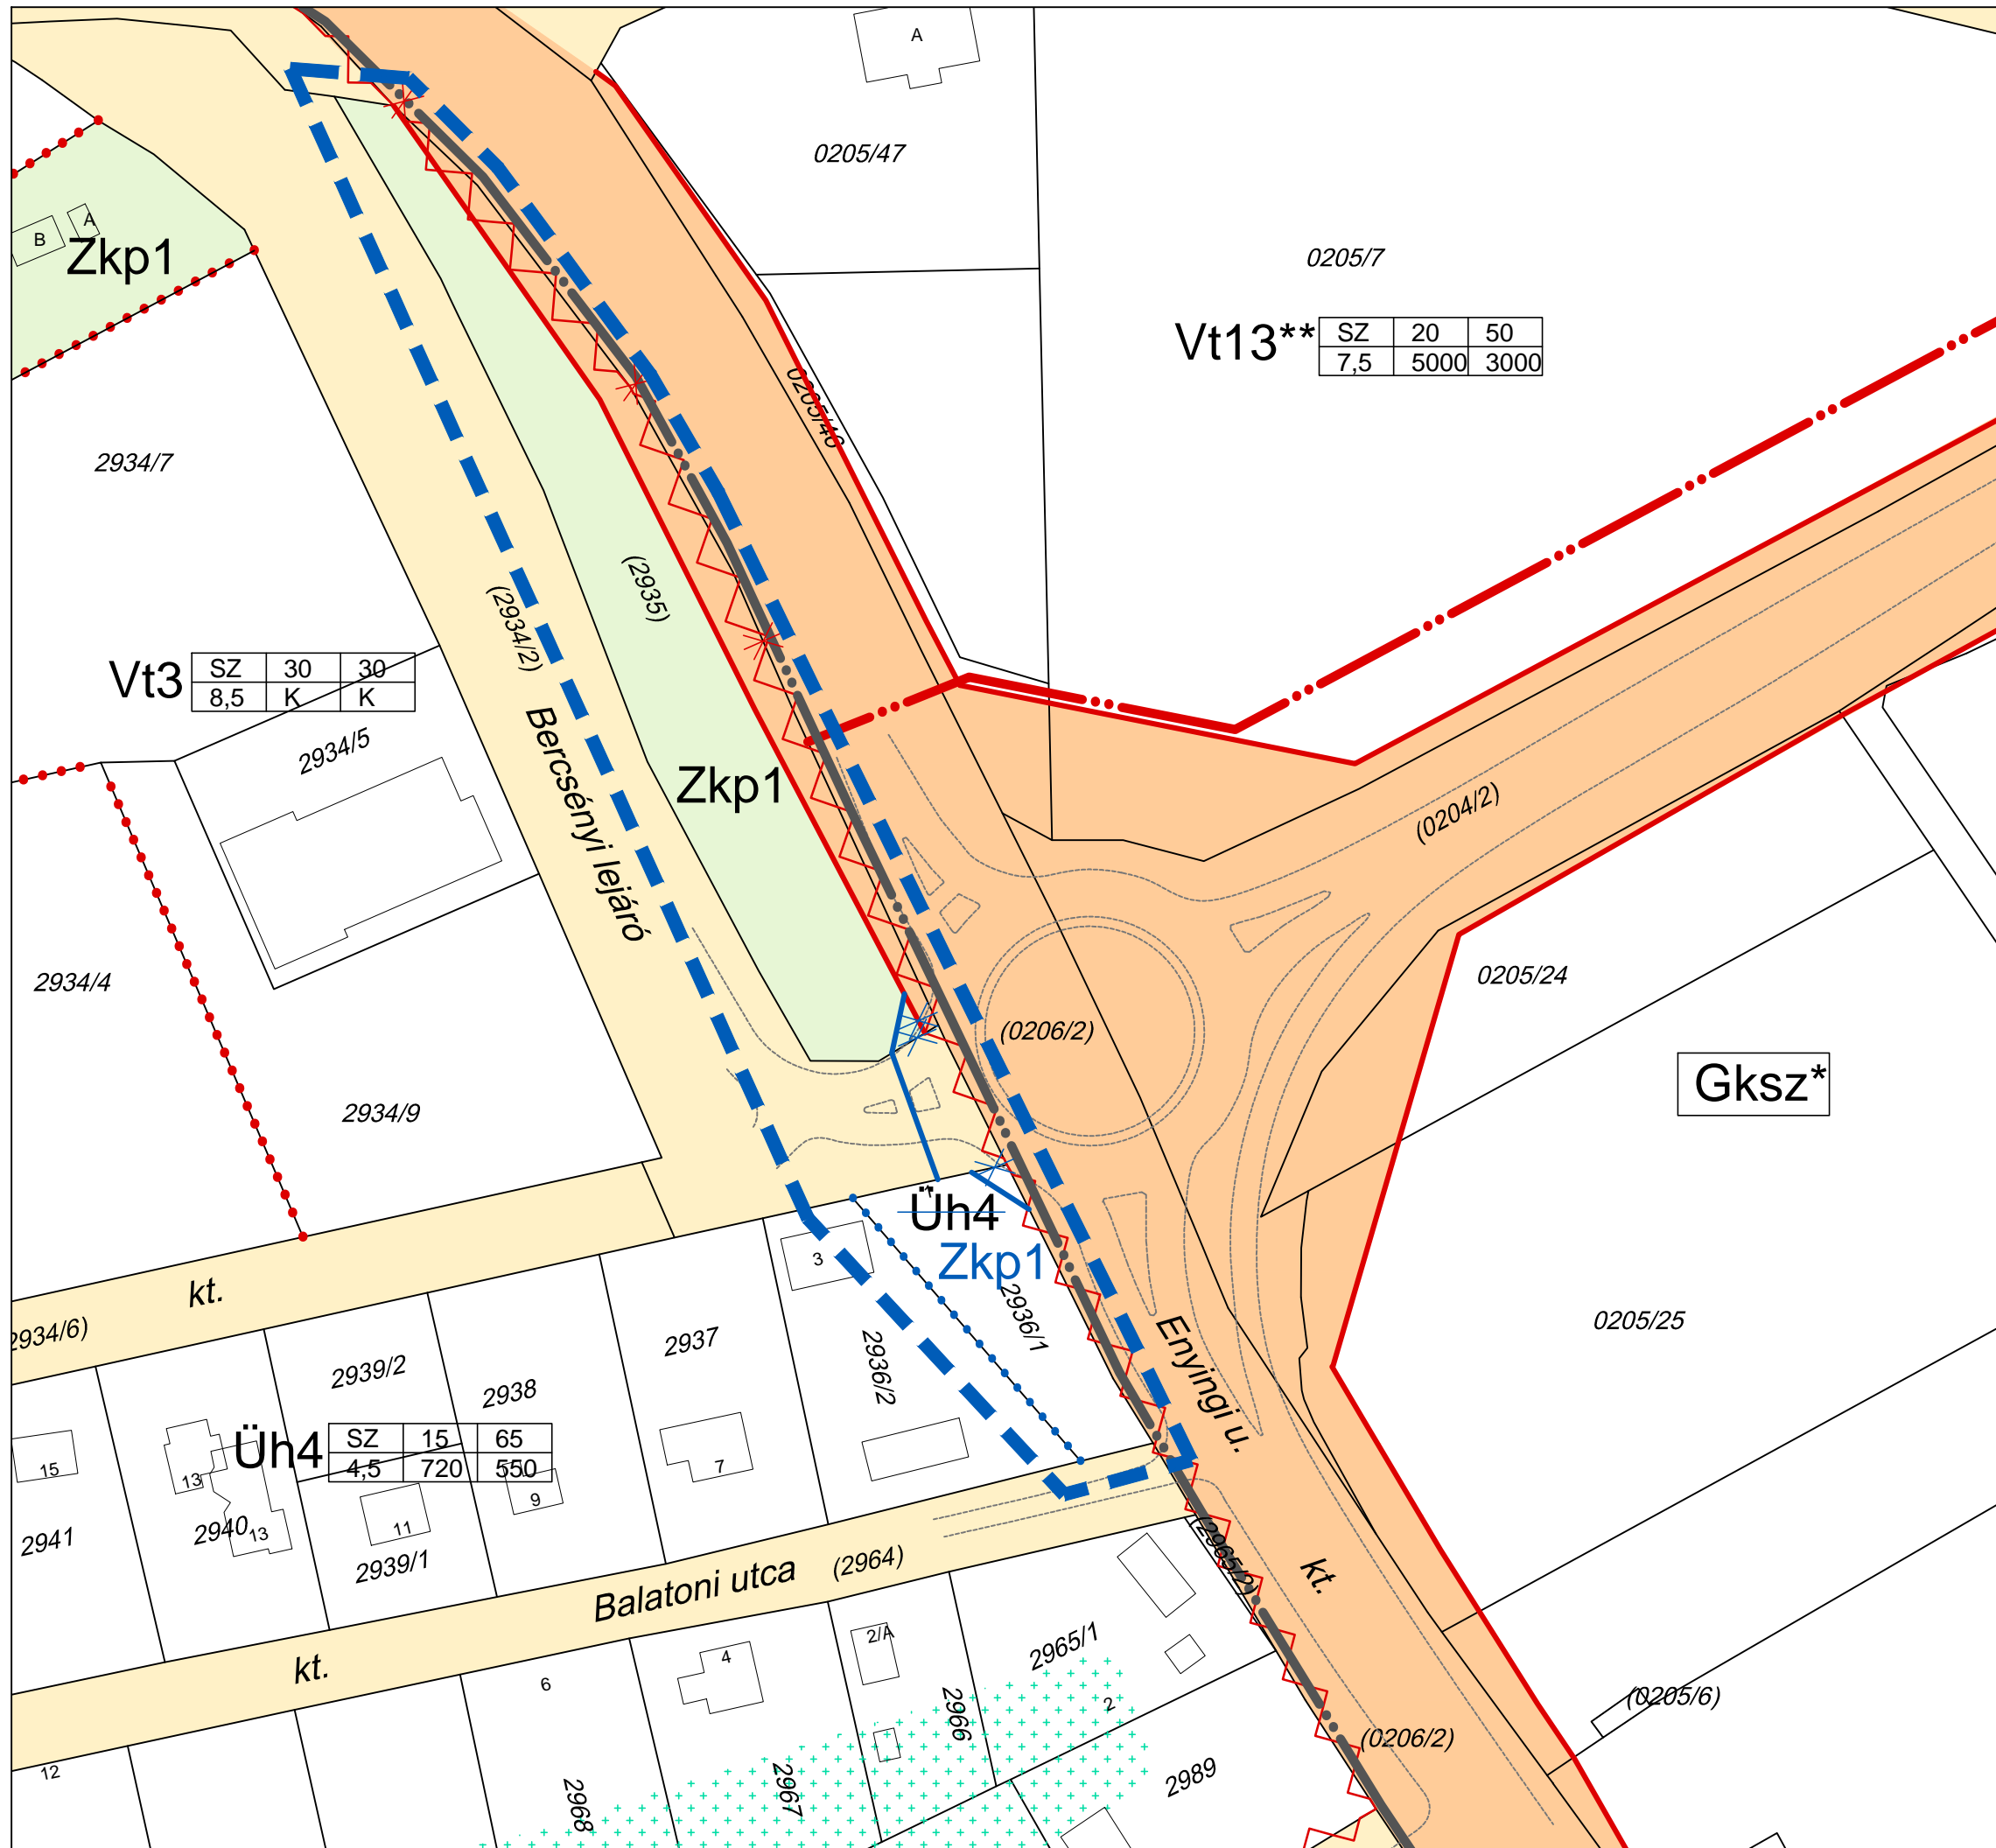 A
0205/47
0205/7
A
B
Zkp1
Vt13** SZ 20 50
7,5 5000 3000
0205/46
2934/7
(2935)
(2934/2)
Vt3 SZ 30 30
8,5 K K
2934/5
Bercsényi lejáró
Zkp1
(0204/2)
2934/4
0205/24
(0206/2)
Gksz*
2934/9
Üh4
Zkp1
3
kt.
2934/6)
2936/1
0205/25
2937
2936/2
Enyingi u.
2939/2
2938
Üh4 SZ 15 65
4,5 720 550
15
13
7
9
11
13
2941
2940
2939/1
(2965/2)
Balatoni utca (2964)
kt.
kt.
2/A
2965/1
4
6
2966
2
(0205/6)
(0206/2)
12
2968
2967
2989